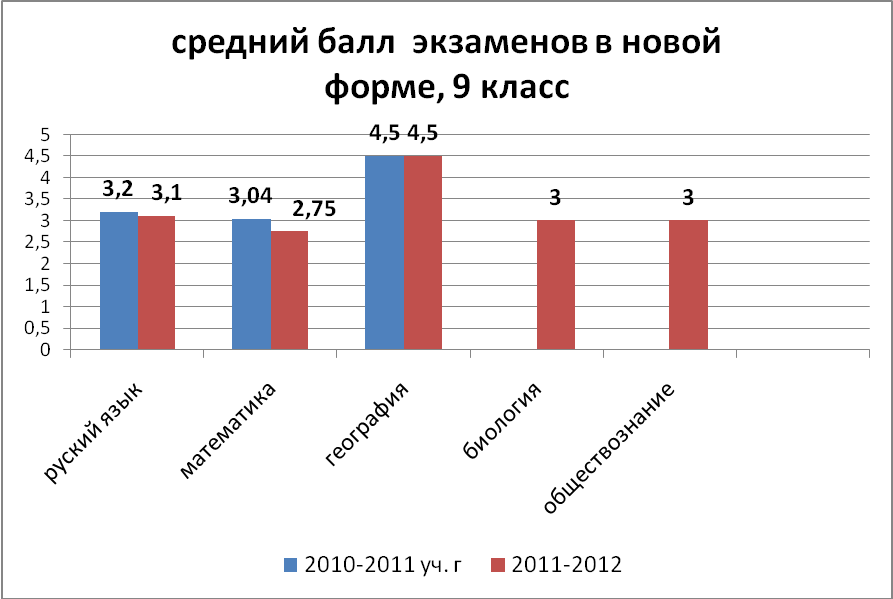 средний балл  экзаменов в новой
форме, 9 класс
5
4,5
4
3,5
3
2,5
2
1,5
1
0,5
0
3,2
3,1
3,04
2,75
4,5
4,5
3
3
руский язык
математика
география
биология
обществознание
2010-2011 уч. г
2011-2012